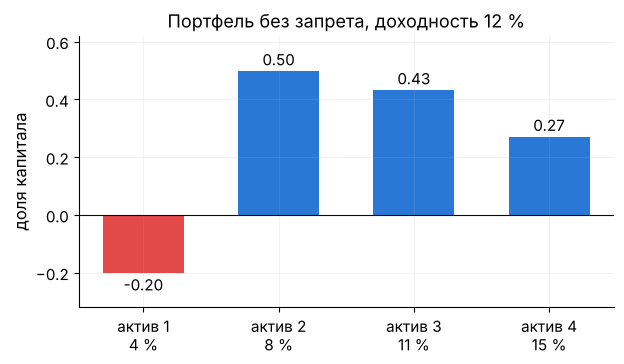 Портфель без запрета, доходность 12 %
доля капитала
0.6
0.4
0.2
0.0
−0.2
-0.20
0.50
0.43
0.27
актив 1
4 %
актив 2
8 %
актив 3
11 %
актив 4
15 %